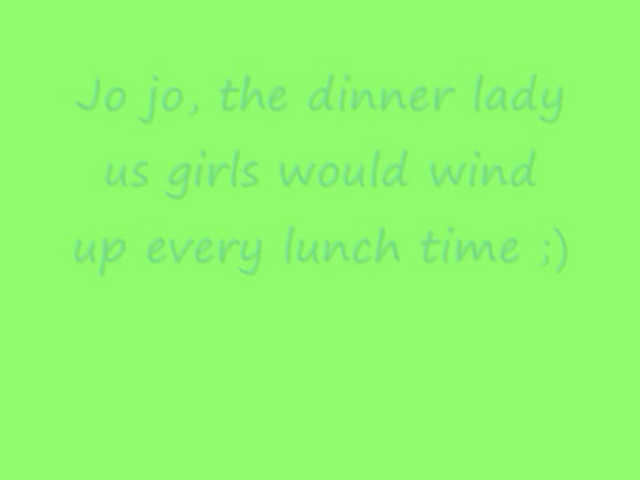 Jo jo, the dinner lady
us girls would wind
up every lunch time ;)